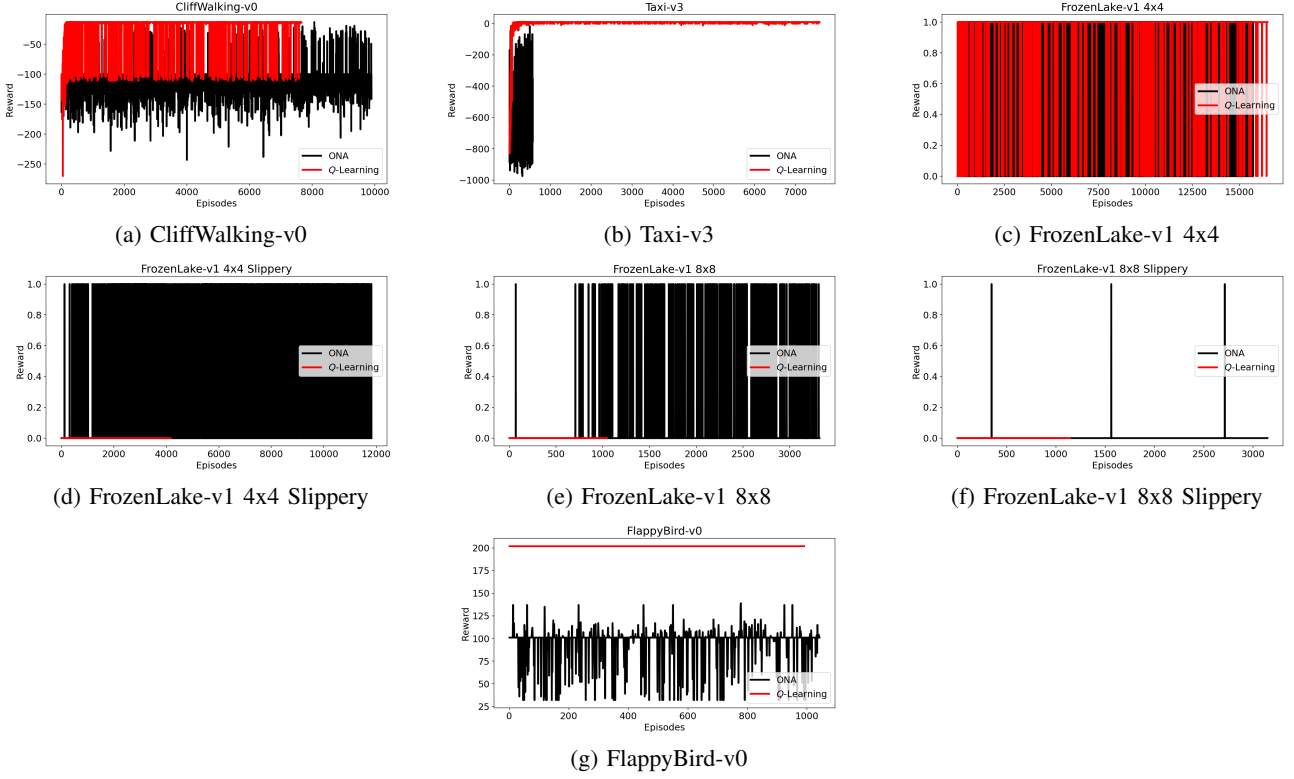 CliffWalking-v0
Reward
−50
−100
−150
−200
−250
0
2000
4000
6000
8000
10000
Episodes
ONA
Q-Learning
(a) CliffWalking-v0
Taxi-v3
Reward
0
−200
−400
−600
−800
−1000
0
1000
2000
3000
4000
5000
6000
7000
Episodes
ONA
Q-Learning
(b) Taxi-v3
FrozenLake-v1 4x4
Reward
1.0
0.8
0.6
0.4
0.2
0.0
0
2500
5000
7500
10000
12500
15000
Episodes
ONA
Q-Learning
(c) FrozenLake-v1 4x4
FrozenLake-v1 4x4 Slippery
Reward
1.0
0.8
0.6
0.4
0.2
0.0
0
2000
4000
6000
8000
10000
12000
Episodes
ONA
Q-Learning
(d) FrozenLake-v1 4x4 Slippery
FrozenLake-v1 8x8
Reward
1.0
0.8
0.6
0.4
0.2
0.0
0
500
1000
1500
2000
2500
3000
Episodes
ONA
Q-Learning
(e) FrozenLake-v1 8x8
FrozenLake-v1 8x8 Slippery
Reward
1.0
0.8
0.6
0.4
0.2
0.0
0
500
1000
1500
2000
2500
3000
Episodes
ONA
Q-Learning
(f) FrozenLake-v1 8x8 Slippery
FlappyBird-v0
Reward
200
175
150
125
100
75
50
25
0
200
400
600
800
1000
Episodes
ONA
Q-Learning
(g) FlappyBird-v0